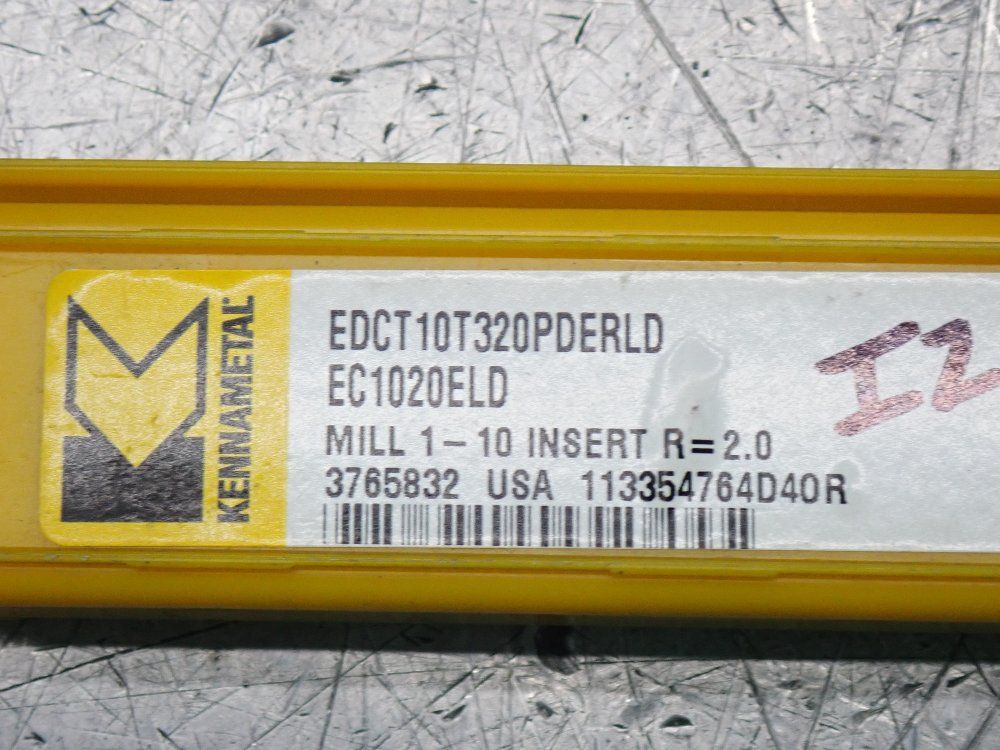 KENNAMETAL
EDCT10T320PDERLD
EC1020ELD
MILL 1-10 INSERT R=2.0
3765832 USA 113354764D40R